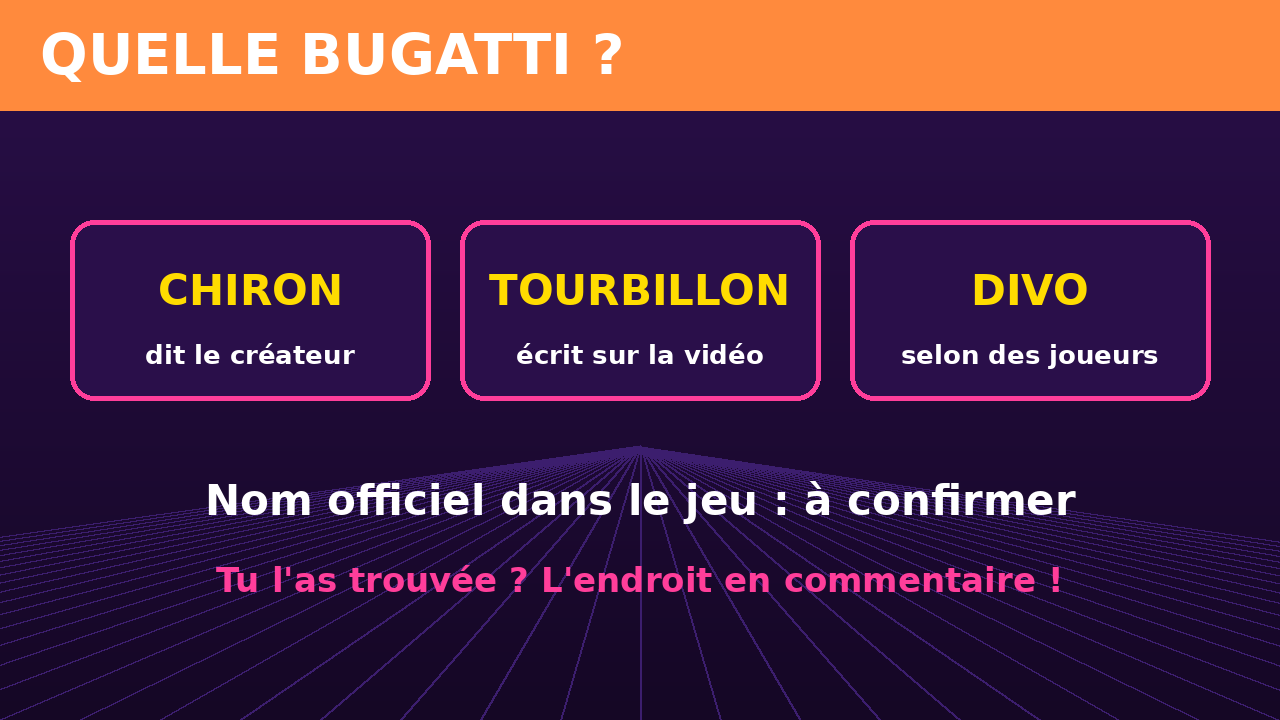 QUELLE BUGATTI ?
CHIRON
dit le créateur
TOURBILLON
écrit sur la vidéo
DIVO
selon des joueurs
Nom officiel dans le jeu : à confirmer
Tu l'as trouvée ? L'endroit en commentaire !